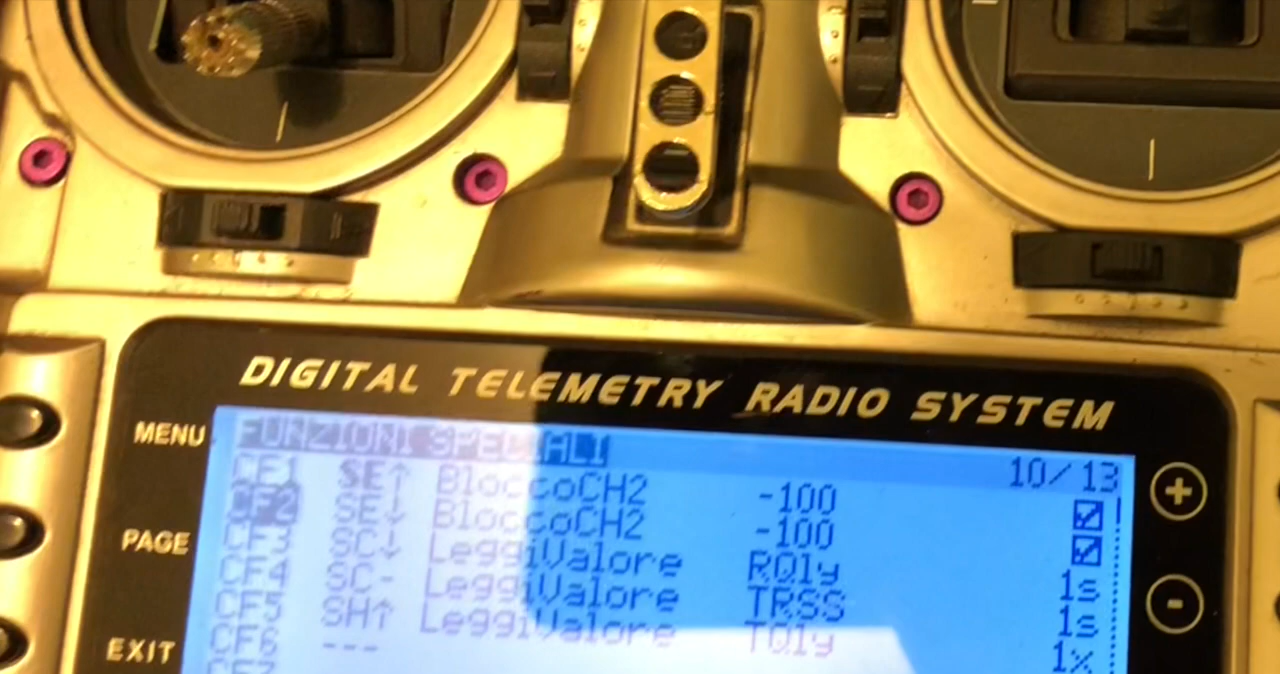 DIGITAL TELEMETRY RADIO SYSTEM
MENU
FUNZIONI SPECIALI 10/13
CF1 SE↑ BloccoCH2 -100
CF2 SE↓ BloccoCH2 -100
PAGE
CF3 SC↓ LeggiValore RQly 1s
CF4 SC- LeggiValore TRSS 1s
CF5 SH↑ LeggiValore TQly 1x
EXIT
CF6 ---
+
-